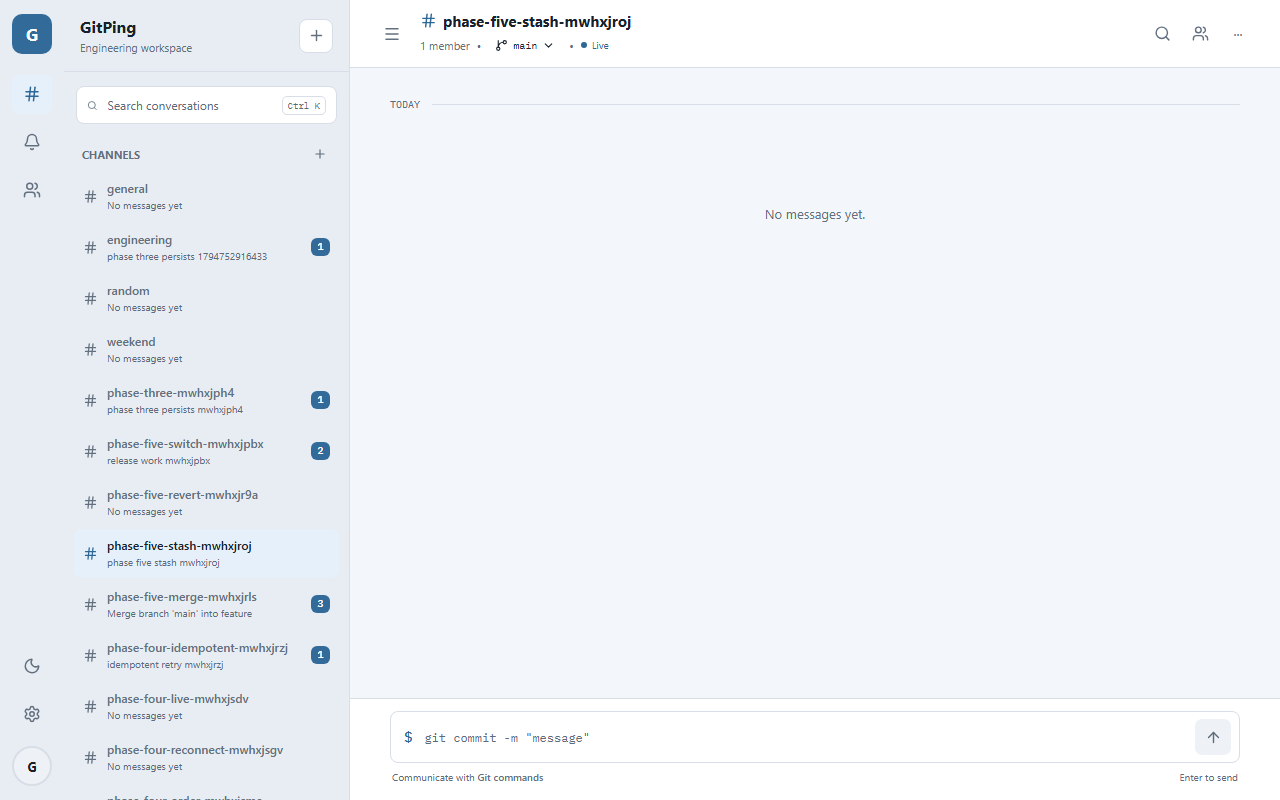 G
GitPing
Engineering workspace
Search conversations
Ctrl K
CHANNELS
general
No messages yet
engineering
phase three persists 1794752916433
1
random
No messages yet
weekend
No messages yet
phase-three-mwhxjph4
phase three persists mwhxjph4
1
phase-five-switch-mwhxjpbx
release work mwhxjpbx
2
phase-five-revert-mwhxjr9a
No messages yet
phase-five-stash-mwhxjroj
phase five stash mwhxjroj
phase-five-merge-mwhxjrls
Merge branch 'main' into feature
3
phase-four-idempotent-mwhxjrzj
idempotent retry mwhxjrzj
1
phase-four-live-mwhxjsdv
No messages yet
phase-four-reconnect-mwhxjsgv
No messages yet
G
# phase-five-stash-mwhxjroj
1 member • main • Live
TODAY
No messages yet.
$ git commit -m "message"
Communicate with Git commands
Enter to send